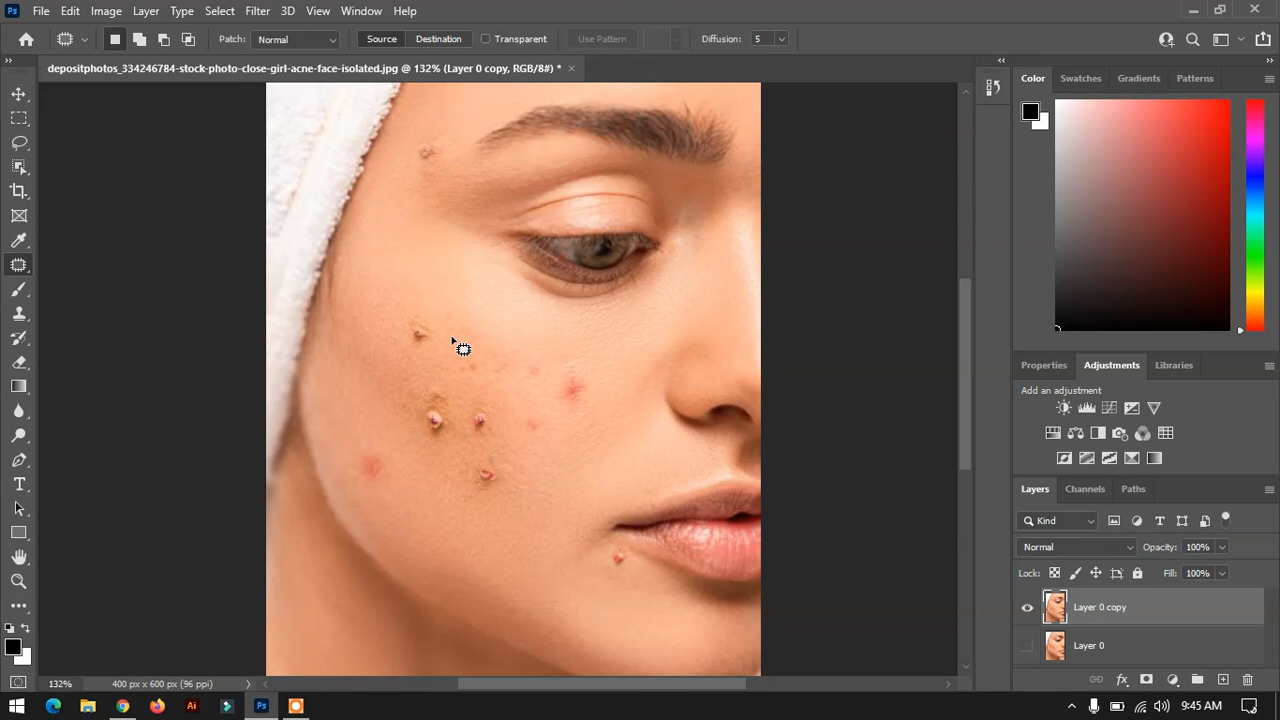 Ps File Edit Image Layer Type Select Filter 3D View Window Help
Patch: Normal Source Destination Transparent Use Pattern Diffusion: 5
depositphotos_334246784-stock-photo-close-girl-acne-face-isolated.jpg @ 132% (Layer 0 copy, RGB/8#) *
Color Swatches Gradients Patterns
Properties Adjustments Libraries
Add an adjustment
Layers Channels Paths
Kind
Normal Opacity: 100%
Lock: Fill: 100%
Layer 0 copy
Layer 0
132% 400 px x 600 px (96 ppi)
Ai Ps 9:45 AM